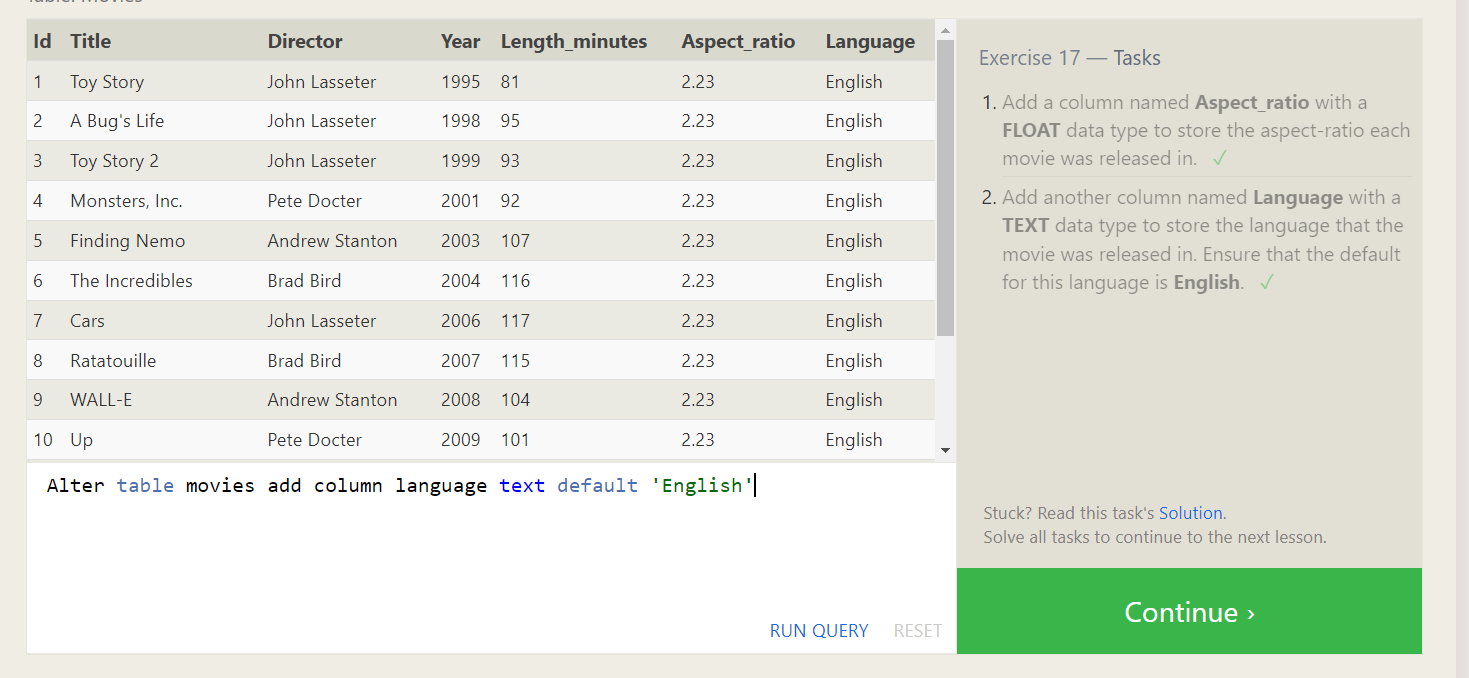 Table: Movies
Id Title Director Year Length_minutes Aspect_ratio Language
1 Toy Story John Lasseter 1995 81 2.23 English
2 A Bug's Life John Lasseter 1998 95 2.23 English
3 Toy Story 2 John Lasseter 1999 93 2.23 English
4 Monsters, Inc. Pete Docter 2001 92 2.23 English
5 Finding Nemo Andrew Stanton 2003 107 2.23 English
6 The Incredibles Brad Bird 2004 116 2.23 English
7 Cars John Lasseter 2006 117 2.23 English
8 Ratatouille Brad Bird 2007 115 2.23 English
9 WALL-E Andrew Stanton 2008 104 2.23 English
10 Up Pete Docter 2009 101 2.23 English
Alter table movies add column language text default 'English'
RUN QUERY RESET
Exercise 17 — Tasks
1. Add a column named Aspect_ratio with a
FLOAT data type to store the aspect-ratio each
movie was released in. ✓
2. Add another column named Language with a
TEXT data type to store the language that the
movie was released in. Ensure that the default
for this language is English. ✓
Stuck? Read this task's Solution.
Solve all tasks to continue to the next lesson.
Continue ›